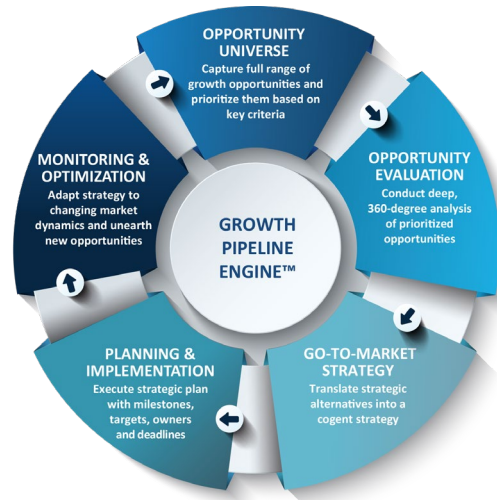 OPPORTUNITY
UNIVERSE
Capture full range of
growth opportunities and
prioritize them based on
key criteria
OPPORTUNITY
EVALUATION
Conduct deep,
360-degree analysis
of prioritized
opportunities
GO-TO-MARKET
STRATEGY
Translate strategic
alternatives into a
cogent strategy
PLANNING &
IMPLEMENTATION
Execute strategic plan
with milestones,
targets, owners
and deadlines
MONITORING &
OPTIMIZATION
Adapt strategy to
changing market
dynamics and unearth
new opportunities
GROWTH
PIPELINE
ENGINE™